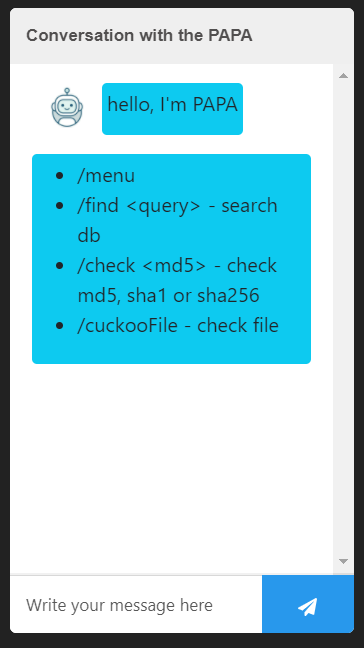 Conversation with the PAPA
hello, I'm PAPA
/menu
/find <query> - search
db
/check <md5> - check
md5, sha1 or sha256
/cuckooFile - check file
Write your message here